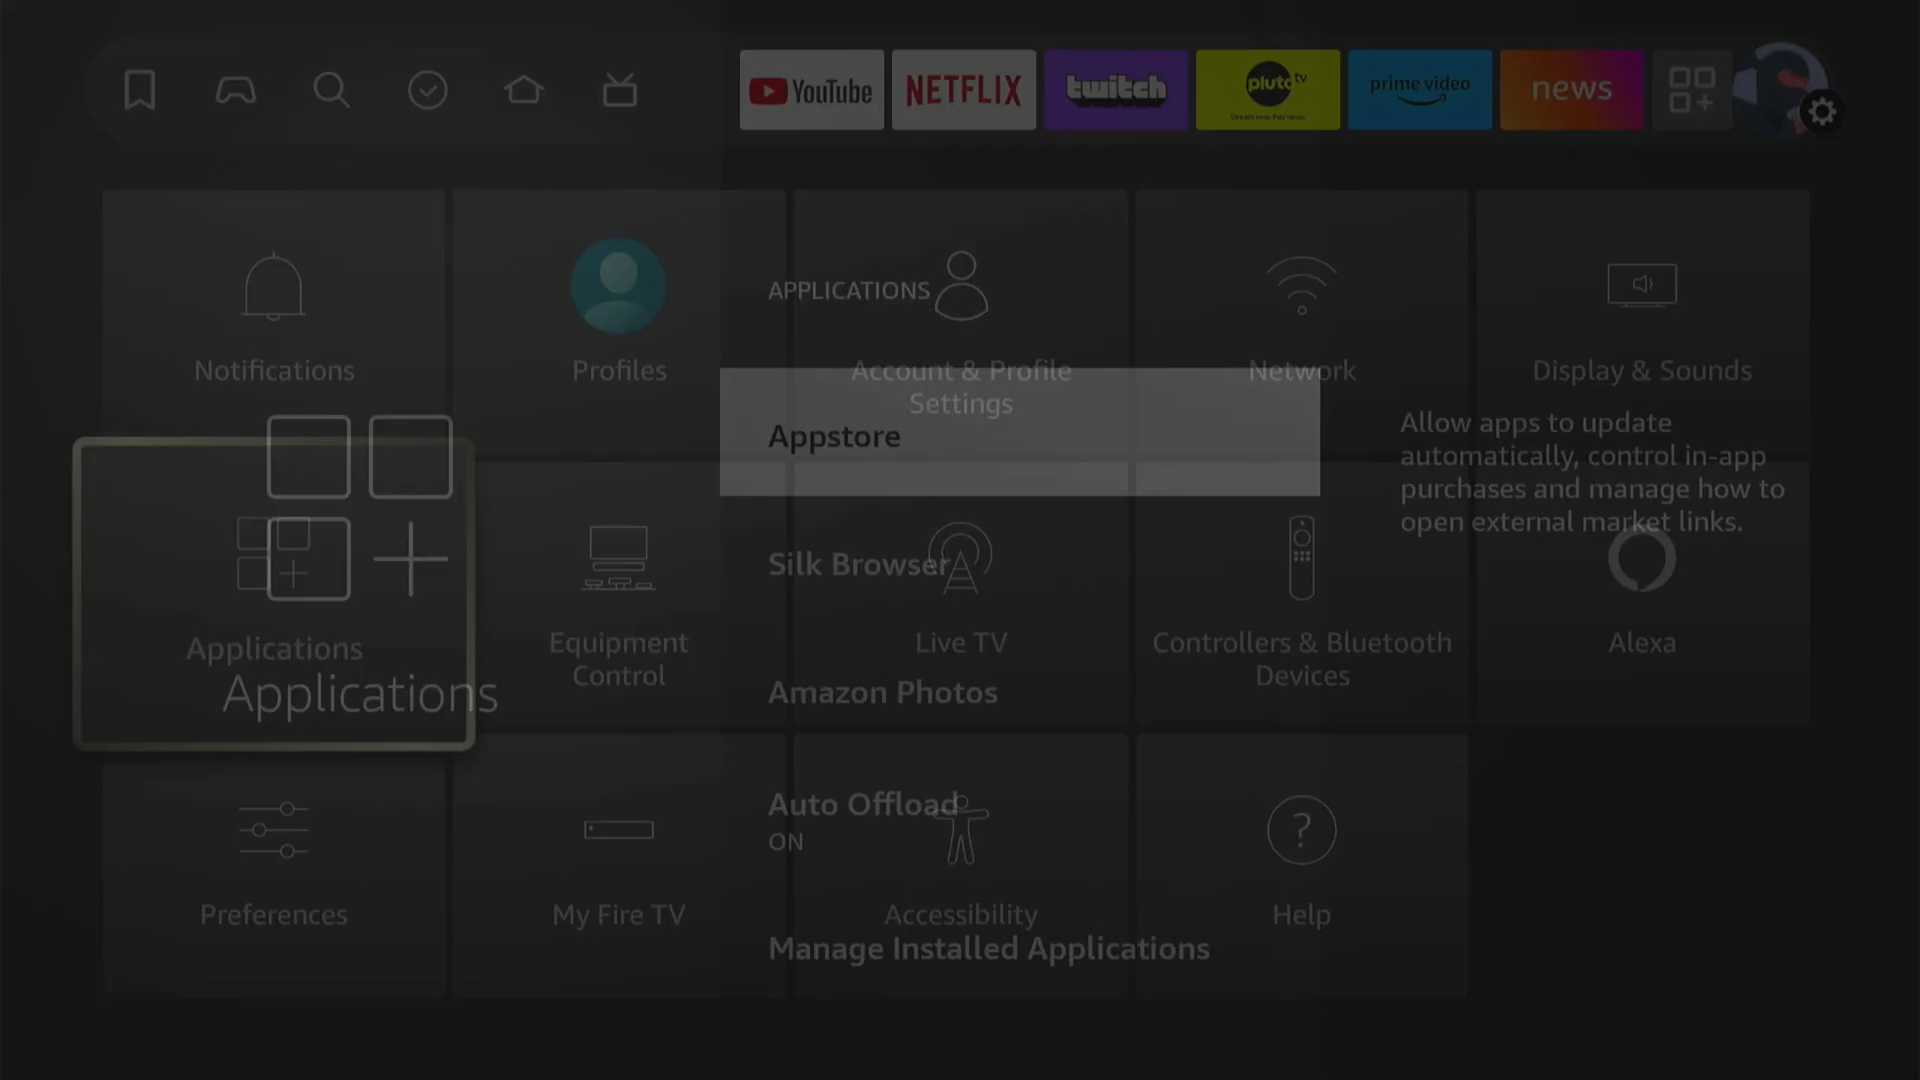 YouTube
NETFLIX
twitch
pluto tv
prime video
news
Notifications
Profiles
Account & Profile
Settings
Network
Display & Sounds
Applications
Equipment
Control
Live TV
Controllers & Bluetooth
Devices
Alexa
Preferences
My Fire TV
Accessibility
Help
Applications
APPLICATIONS
Appstore
Silk Browser
Amazon Photos
Auto Offload
ON
Manage Installed Applications
Allow apps to update
automatically, control in-app
purchases and manage how to
open external market links.